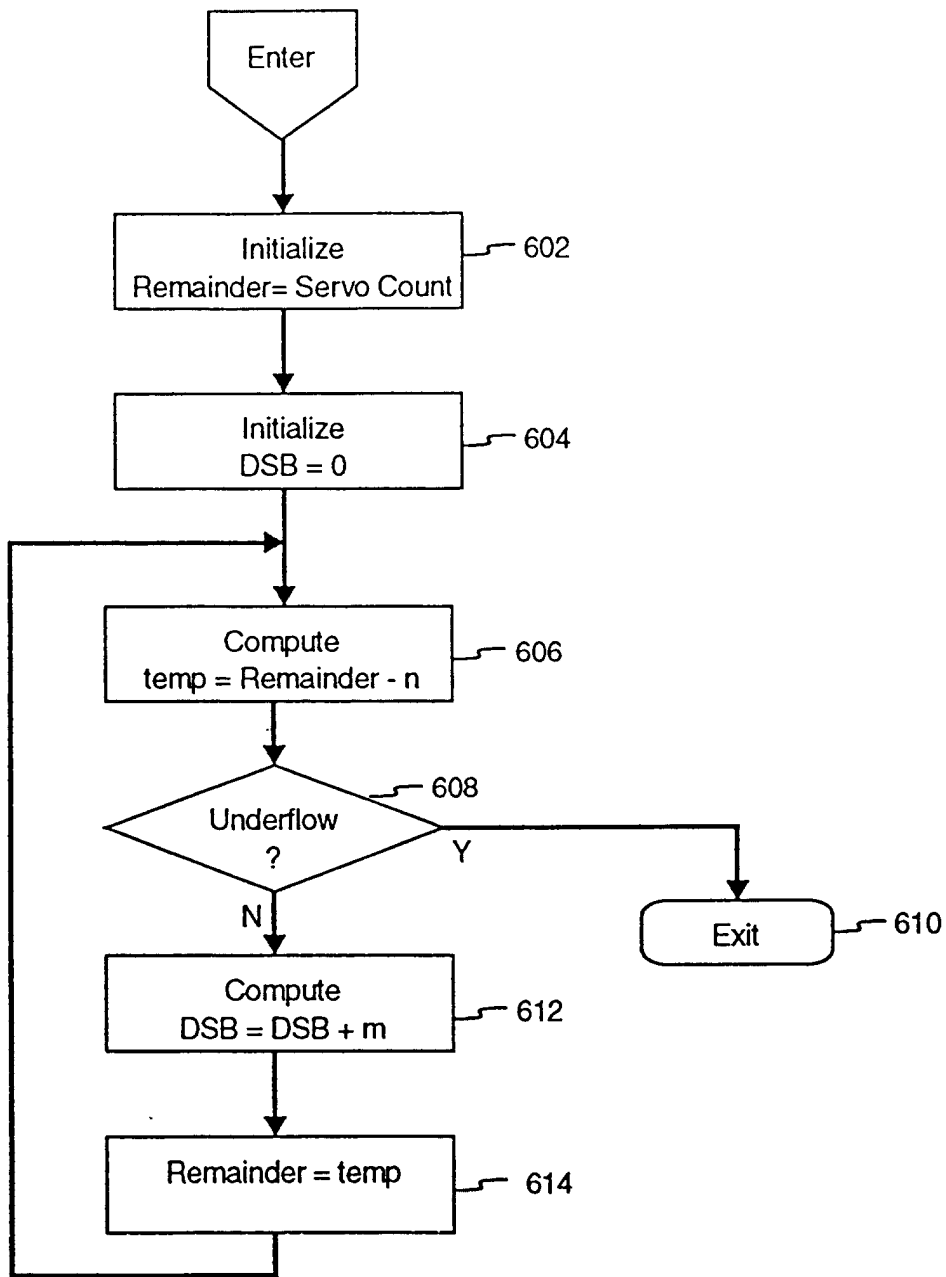 Enter
Initialize
Remainder= Servo Count
602
Initialize
DSB = 0
604
Compute
temp = Remainder - n
606
608
Underflow
?
Y
N
Exit
610
Compute
DSB = DSB + m
612
Remainder = temp
614